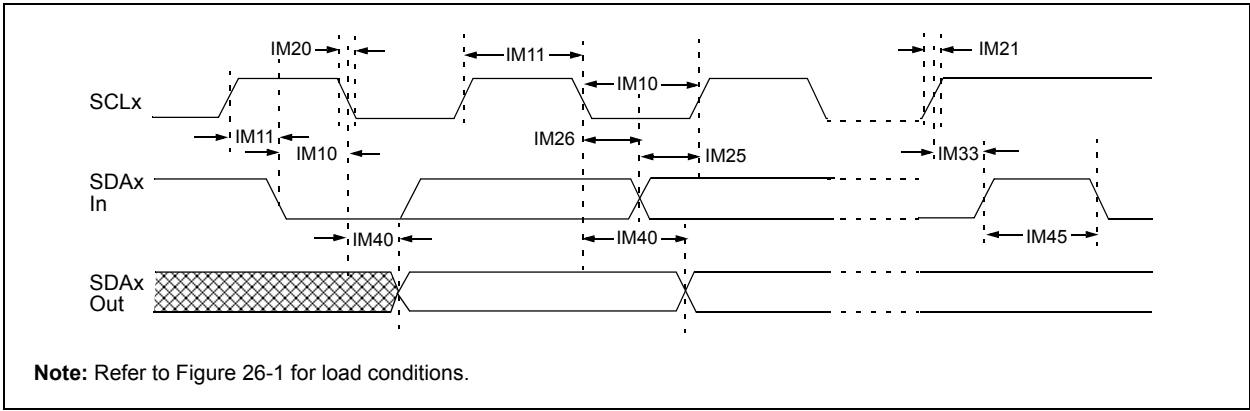 IM20
IM11
IM21
SCLx
IM10
IM11
IM10
IM26
IM25
IM33
SDAx
In
IM40
IM40
IM45
SDAx
Out
Note: Refer to Figure 26-1 for load conditions.